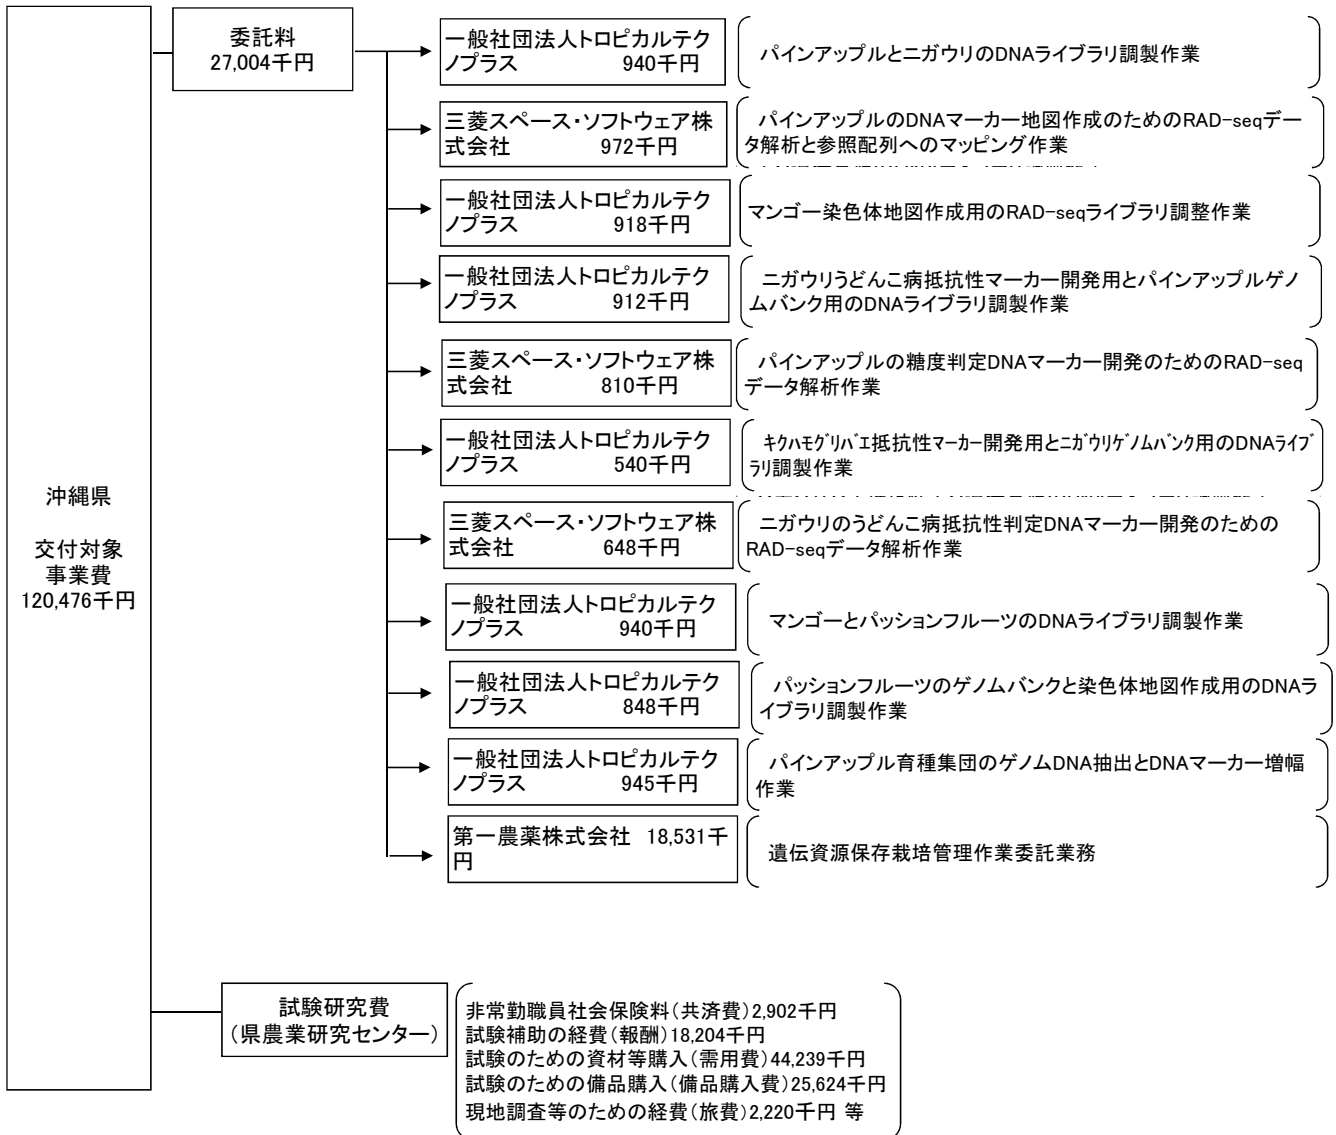 沖縄県
交付対象
事業費
120,476千円
委託料
27,004千円
一般社団法人トロピカルテク
ノプラス 940千円
パインアップルとニガウリのDNAライブラリ調製作業
三菱スペース・ソフトウェア株
式会社 972千円
パインアップルのDNAマーカー地図作成のためのRAD-seqデー
タ解析と参照配列へのマッピング作業
一般社団法人トロピカルテク
ノプラス 918千円
マンゴー染色体地図作成用のRAD-seqライブラリ調整作業
一般社団法人トロピカルテク
ノプラス 912千円
ニガウリうどんこ病抵抗性マーカー開発用とパインアップルゲノ
ムバンク用のDNAライブラリ調製作業
三菱スペース・ソフトウェア株
式会社 810千円
パインアップルの糖度判定DNAマーカー開発のためのRAD-seq
データ解析作業
一般社団法人トロピカルテク
ノプラス 540千円
ｷｸﾊﾓｸﾞﾘﾊﾞｴ抵抗性ﾏｰｶｰ開発用とﾆｶﾞｳﾘｹﾞﾉﾑﾊﾞﾝｸ用のDNAﾗｲﾌﾞ
ﾗﾘ調製作業
三菱スペース・ソフトウェア株
式会社 648千円
ニガウリのうどんこ病抵抗性判定DNAマーカー開発のための
RAD-seqデータ解析作業
一般社団法人トロピカルテク
ノプラス 940千円
マンゴーとパッションフルーツのDNAライブラリ調製作業
一般社団法人トロピカルテク
ノプラス 848千円
パッションフルーツのゲノムバンクと染色体地図作成用のDNAラ
イブラリ調製作業
一般社団法人トロピカルテク
ノプラス 945千円
パインアップル育種集団のゲノムDNA抽出とDNAマーカー増幅
作業
第一農薬株式会社 18,531千
円
遺伝資源保存栽培管理作業委託業務
試験研究費
（県農業研究センター）
非常勤職員社会保険料（共済費）2,902千円
試験補助の経費（報酬）18,204千円
試験のための資材等購入（需用費）44,239千円
試験のための備品購入（備品購入費）25,624千円
現地調査等のための経費（旅費）2,220千円 等